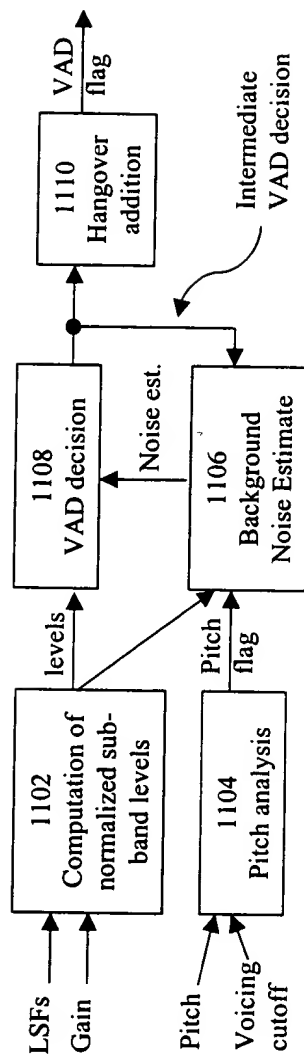 LSFs
Gain
1102
Computation of
normalized sub-
band levels
levels
1108
VAD decision
1110
Hangover
addition
VAD
flag
Pitch
Voicing
cutoff
1104
Pitch analysis
Pitch
flag
1106
Background
Noise Estimate
Noise est.
Intermediate
VAD decision